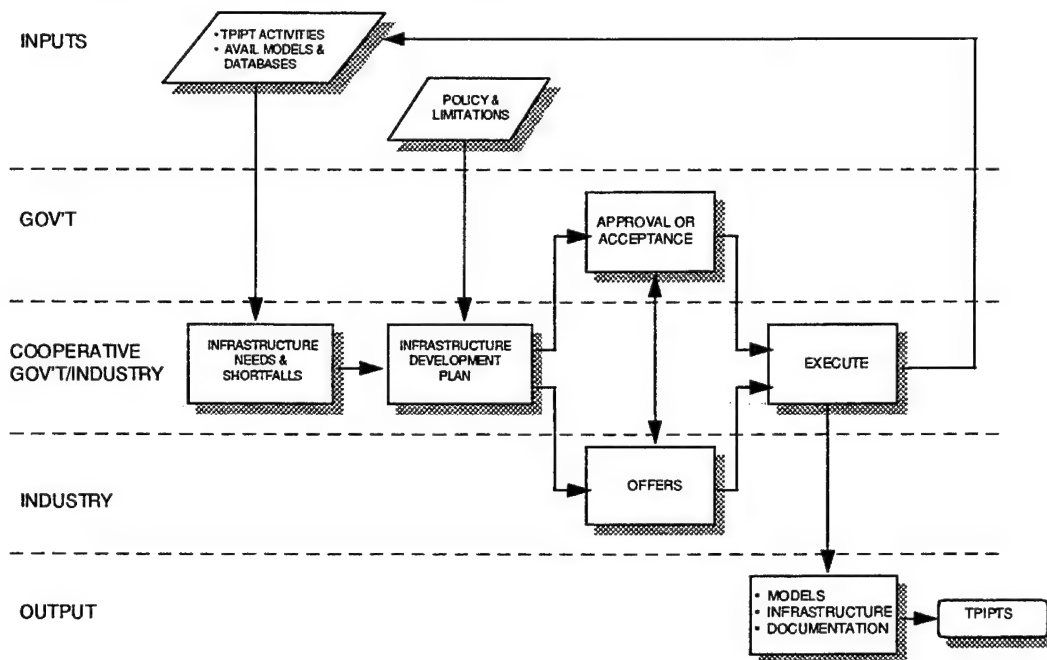 INPUTS
•TPIPT ACTIVITIES
• AVAIL MODELS &
DATABASES
POLICY &
LIMITATIONS
GOV'T
APPROVAL OR
ACCEPTANCE
COOPERATIVE
GOV'T/INDUSTRY
INFRASTRUCTURE
NEEDS &
SHORTFALLS
INFRASTRUCTURE
DEVELOPMENT
PLAN
EXECUTE
INDUSTRY
OFFERS
OUTPUT
• MODELS
• INFRASTRUCTURE
• DOCUMENTATION
TPIPTS